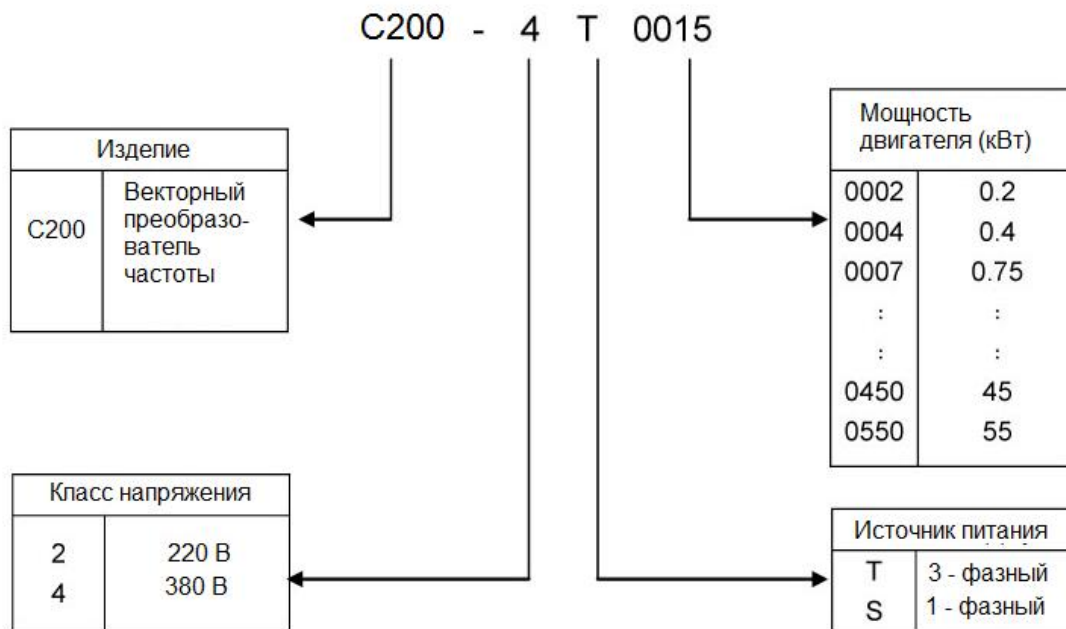 C200 - 4 T 0015
Изделие
C200
Векторный
преобразо-
ватель
частоты
Мощность
двигателя (кВт)
0002 0.2
0004 0.4
0007 0.75
: :
: :
0450 45
0550 55
Класс напряжения
2 220 В
4 380 В
Источник питания
T 3 - фазный
S 1 - фазный